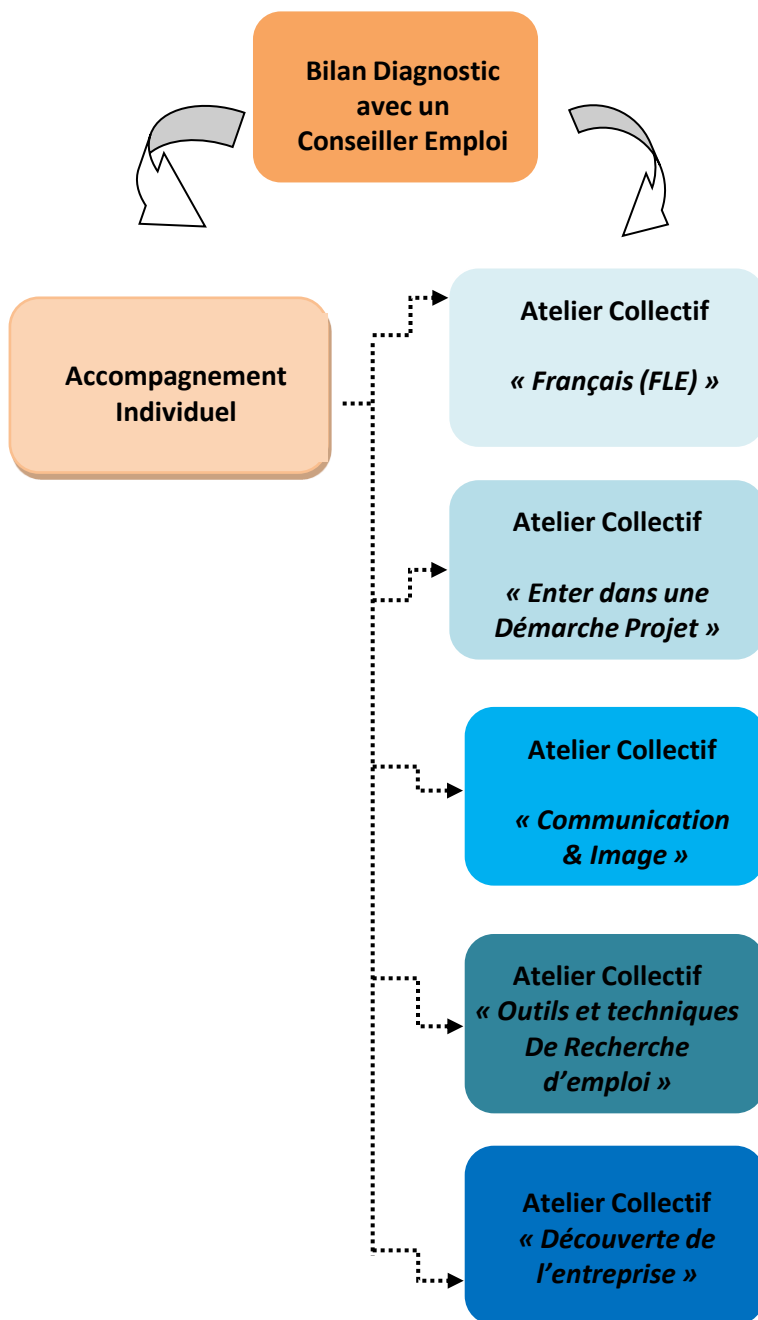 Bilan Diagnostic
avec un
Conseiller Emploi
Accompagnement
Individuel
Atelier Collectif
« Français (FLE) »
Atelier Collectif
« Enter dans une
Démarche Projet »
Atelier Collectif
« Communication
& Image »
Atelier Collectif
« Outils et techniques
De Recherche
d’emploi »
Atelier Collectif
« Découverte de
l’entreprise »